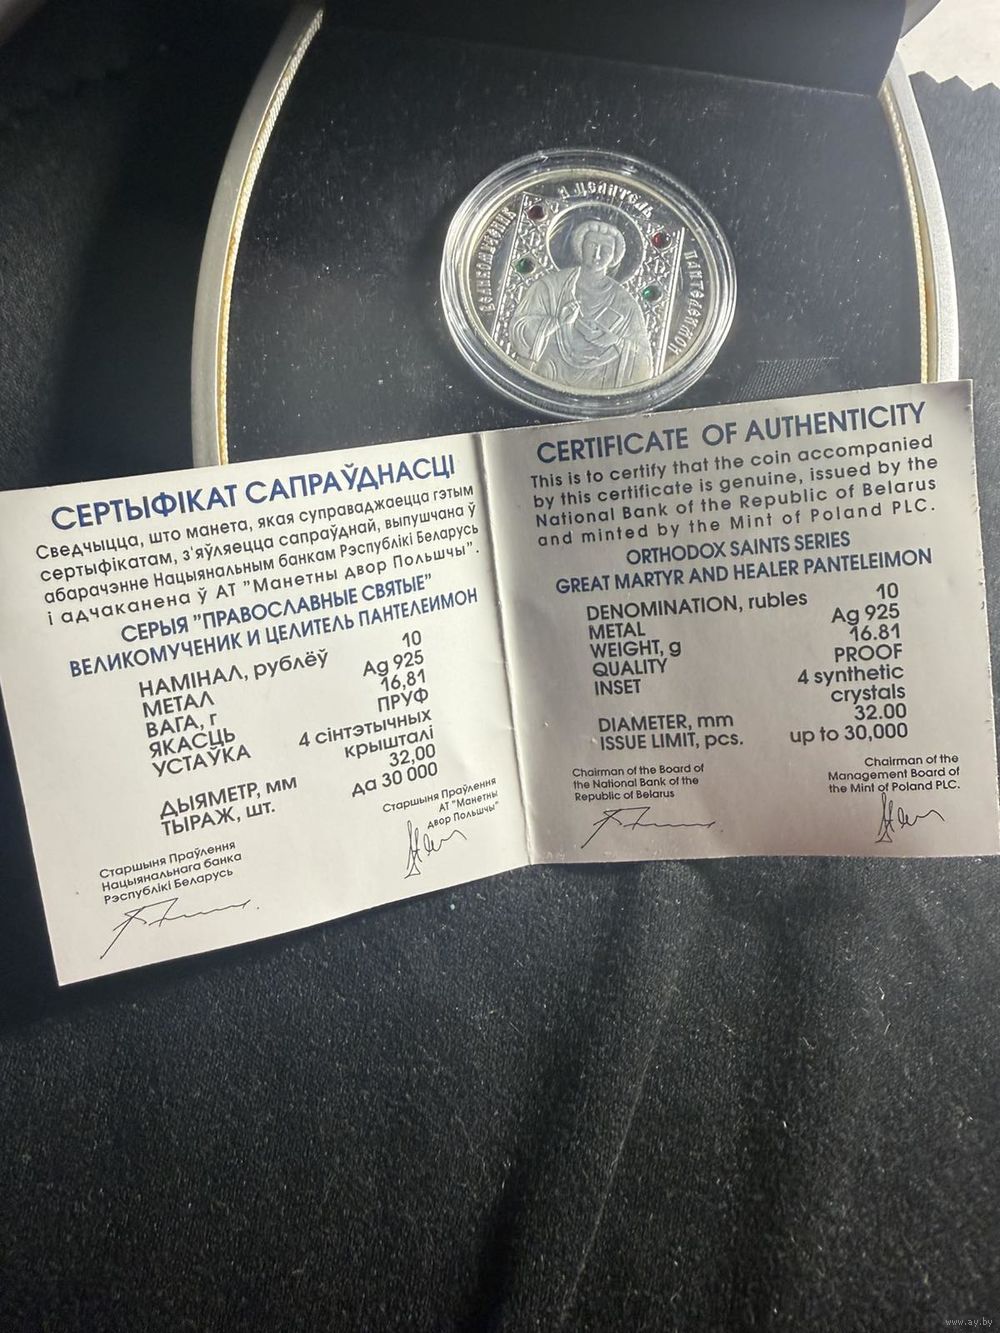 ВЕЛИКОМУЧЕНИК И ЦЕЛИТЕЛЬ ПАНТЕЛЕИМОН
СЕРТЫФІКАТ САПРАЎДНАСЦІ
Сведчыцца, што манета, якая суправаджаецца гэтым
сертыфікатам, з'яўляецца сапраўднай, выпушчана ў
абарачэнне Нацыянальным банкам Рэспублікі Беларусь
і адчаканена ў АТ "Манетны двор Польшчы".
СЕРЫЯ "ПРАВОСЛАВНЫЕ СВЯТЫЕ"
ВЕЛИКОМУЧЕНИК И ЦЕЛИТЕЛЬ ПАНТЕЛЕИМОН
НАМІНАЛ, рублёў 10
МЕТАЛ Ag 925
ВАГА, г 16,81
ЯКАСЦЬ ПРУФ
УСТАЎКА 4 сінтэтычных
крышталі
ДЫЯМЕТР, мм 32,00
ТЫРАЖ, шт. да 30 000
Старшыня Праўлення
Нацыянальнага банка
Рэспублікі Беларусь
Старшыня Праўлення
АТ "Манетны
двор Польшчы"
CERTIFICATE OF AUTHENTICITY
This is to certify that the coin accompanied
by this certificate is genuine, issued by the
National Bank of the Republic of Belarus
and minted by the Mint of Poland PLC.
ORTHODOX SAINTS SERIES
GREAT MARTYR AND HEALER PANTELEIMON
DENOMINATION, rubles 10
METAL Ag 925
WEIGHT, g 16.81
QUALITY PROOF
INSET 4 synthetic
crystals
DIAMETER, mm 32.00
ISSUE LIMIT, pcs. up to 30,000
Chairman of the Board of
the National Bank of the
Republic of Belarus
Chairman of the
Management Board of
the Mint of Poland PLC.
www.ay.by